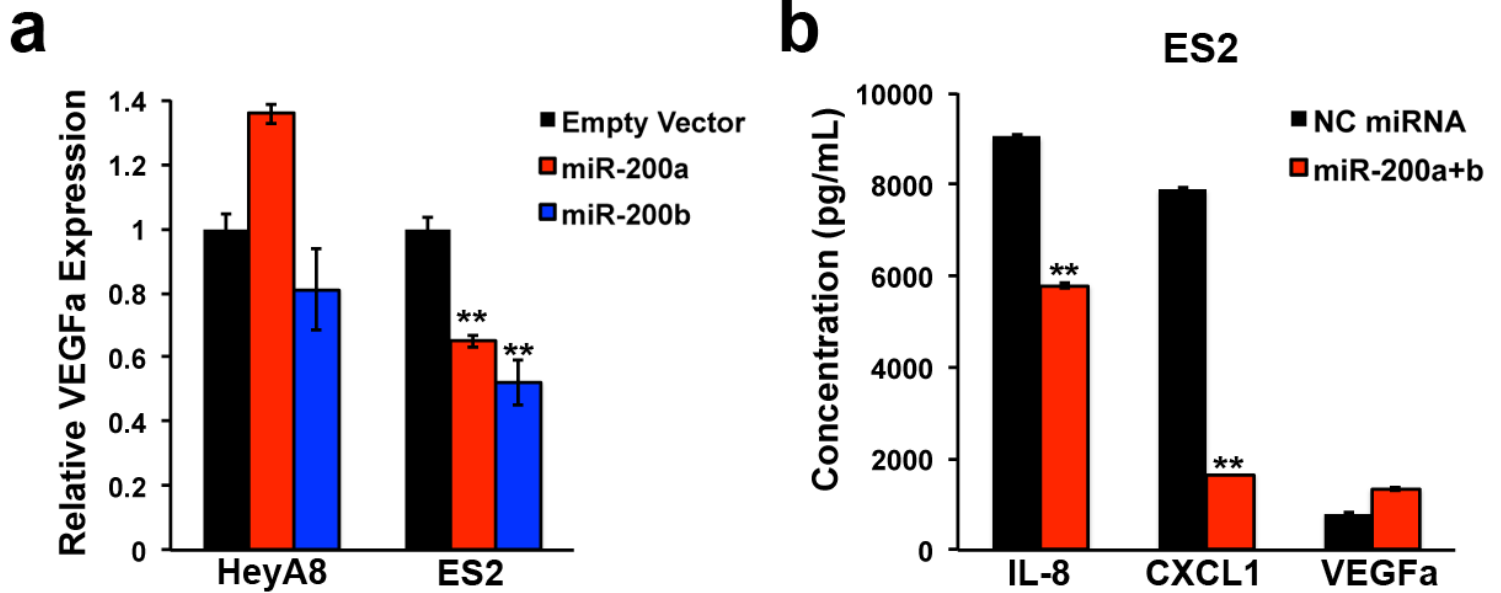 a
Relative VEGFa Expression
1.4
1.2
1
0.8
0.6
0.4
0.2
0
**
**
HeyA8
ES2
Empty Vector
miR-200a
miR-200b
b
ES2
Concentration (pg/mL)
10000
8000
6000
4000
2000
0
**
**
IL-8
CXCL1
VEGFa
NC miRNA
miR-200a+b